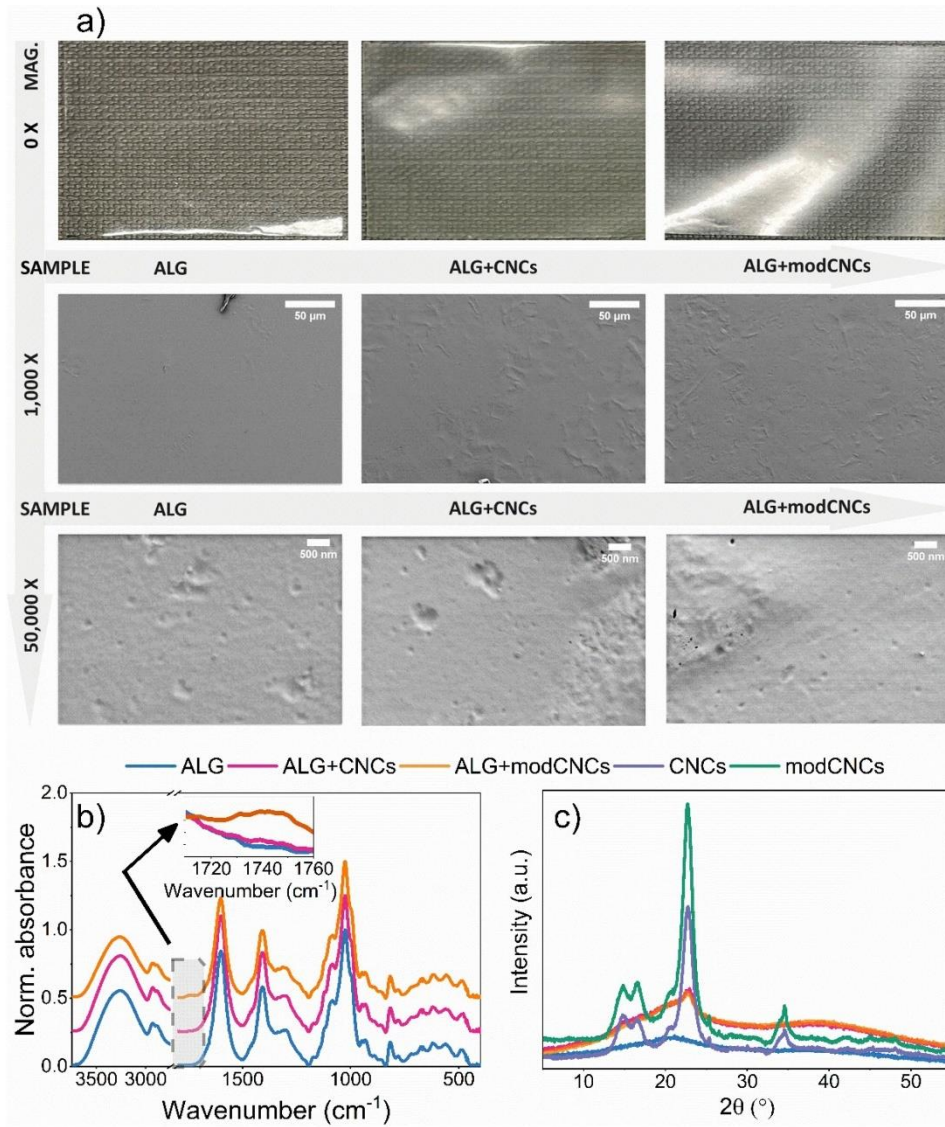 a)
0 X MAG.
SAMPLE ALG ALG+CNCs ALG+modCNCs
1,000 X
50 µm 50 µm 50 µm
SAMPLE ALG ALG+CNCs ALG+modCNCs
50,000 X
500 nm 500 nm 500 nm
ALG ALG+CNCs ALG+modCNCs CNCs modCNCs
b)
2.0
1.5
1.0
0.5
0.0
Norm. absorbance
1720 1740 1760
Wavenumber (cm⁻¹)
3500 3000 1500 1000 500
Wavenumber (cm⁻¹)
c)
Intensity (a.u.)
10 20 30 40 50
2θ (°)